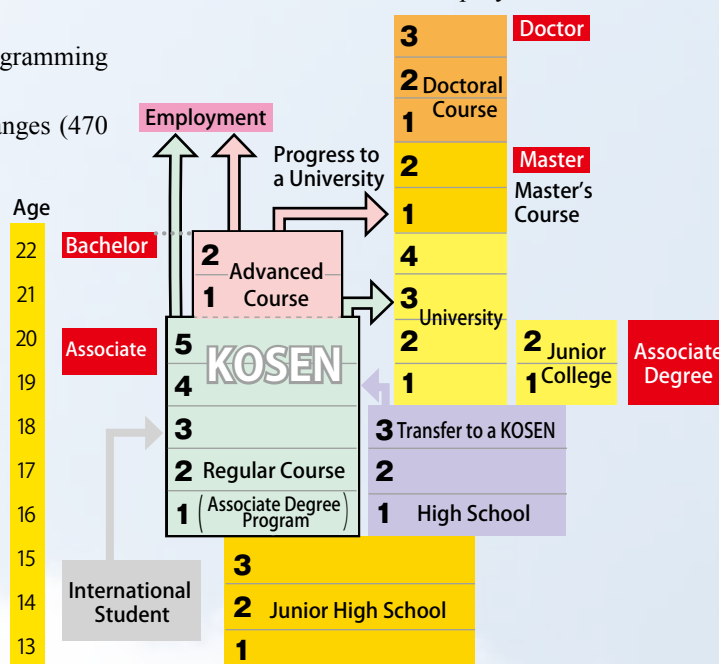 gramming
anges (470
Employment
Progress to
a University
3
Doctor
2 Doctoral
Course
1
2
Master
Master's
Course
1
Age
22
Bachelor
2
Advanced
Course
4
21
1
3
University
20
Associate
5
KOSEN
2
2 Junior
College
Associate
Degree
19
4
1
1
18
3
3 Transfer to a KOSEN
17
2 Regular Course
2
16
1 (Associate Degree
Program)
1 High School
15
3
International
Student
14
2 Junior High School
13
1